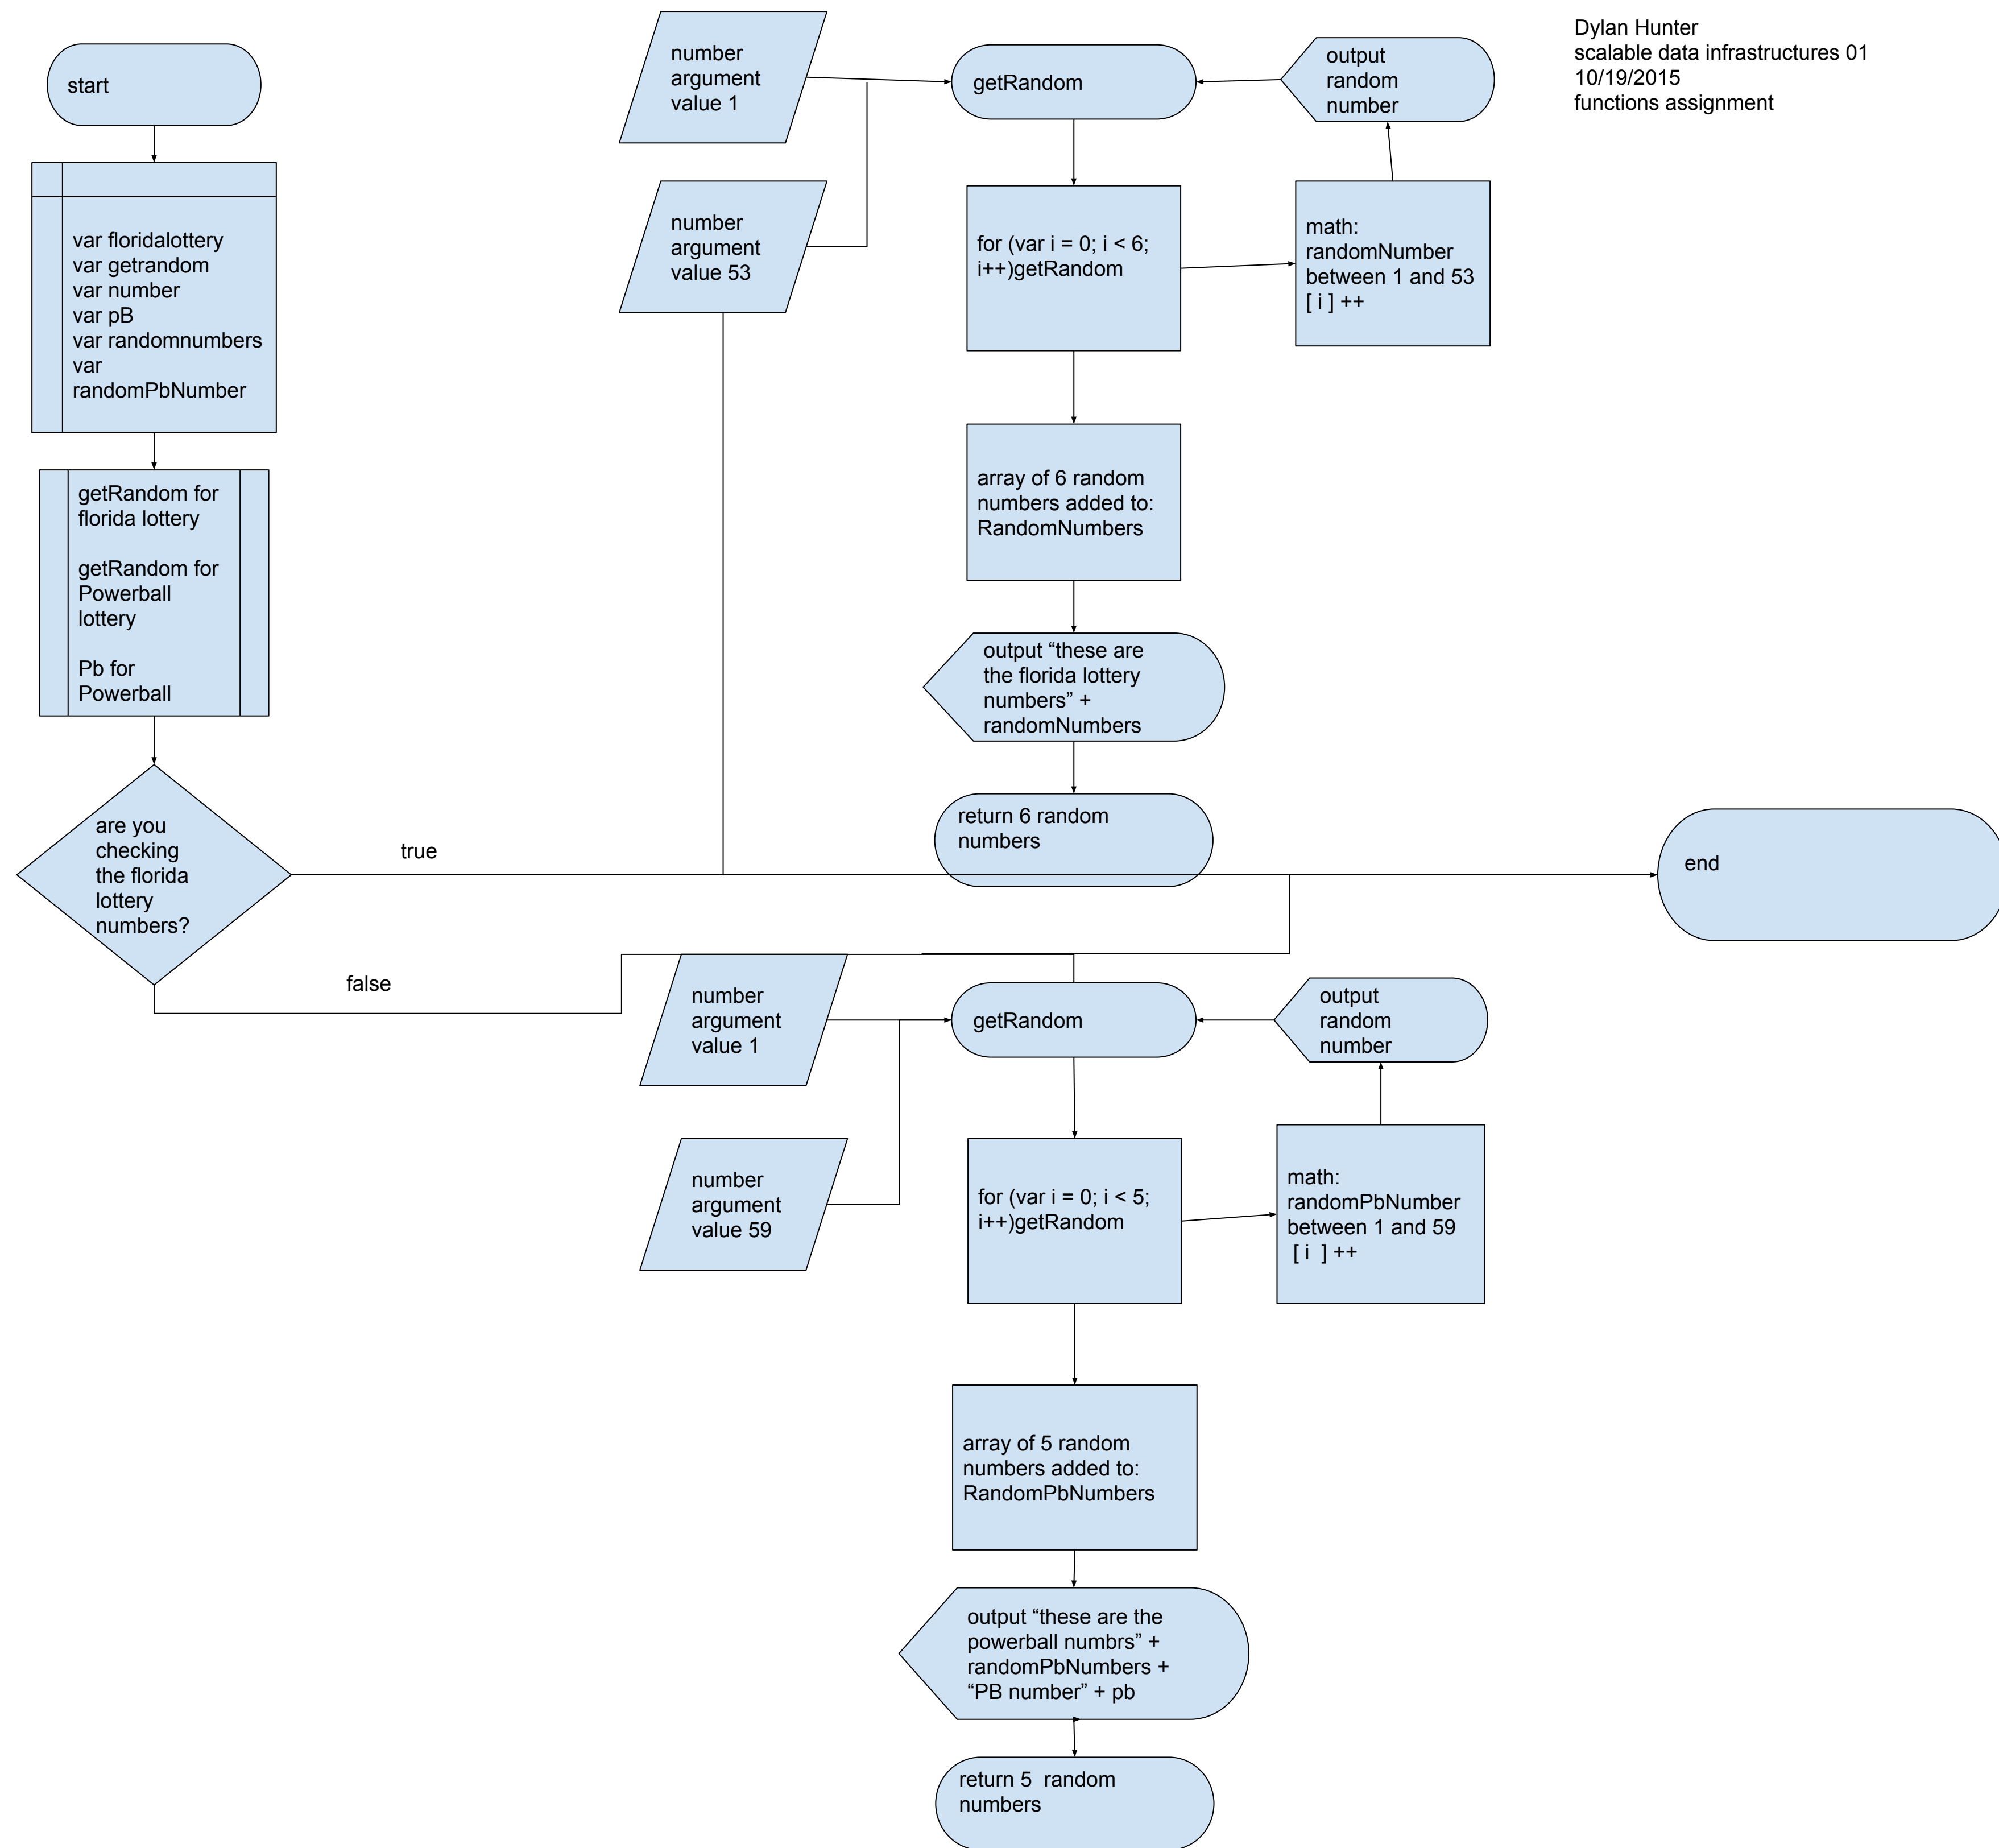 Dylan Hunter
scalable data infrastructures 01
10/19/2015
functions assignment
start
var floridalottery
var getrandom
var number
var pB
var randomnumbers
var
randomPbNumber
getRandom for
florida lottery
getRandom for
Powerball
lottery
Pb for
Powerball
are you
checking
the florida
lottery
numbers?
true
false
number
argument
value 1
number
argument
value 53
getRandom
output
random
number
for (var i = 0; i < 6;
i++)getRandom
math:
randomNumber
between 1 and 53
[ i ] ++
array of 6 random
numbers added to:
RandomNumbers
output “these are
the florida lottery
numbers” +
randomNumbers
return 6 random
numbers
end
number
argument
value 1
number
argument
value 59
getRandom
output
random
number
for (var i = 0; i < 5;
i++)getRandom
math:
randomPbNumber
between 1 and 59
[ i  ] ++
array of 5 random
numbers added to:
RandomPbNumbers
output “these are the
powerball numbrs” +
randomPbNumbers +
“PB number” + pb
return 5  random
numbers